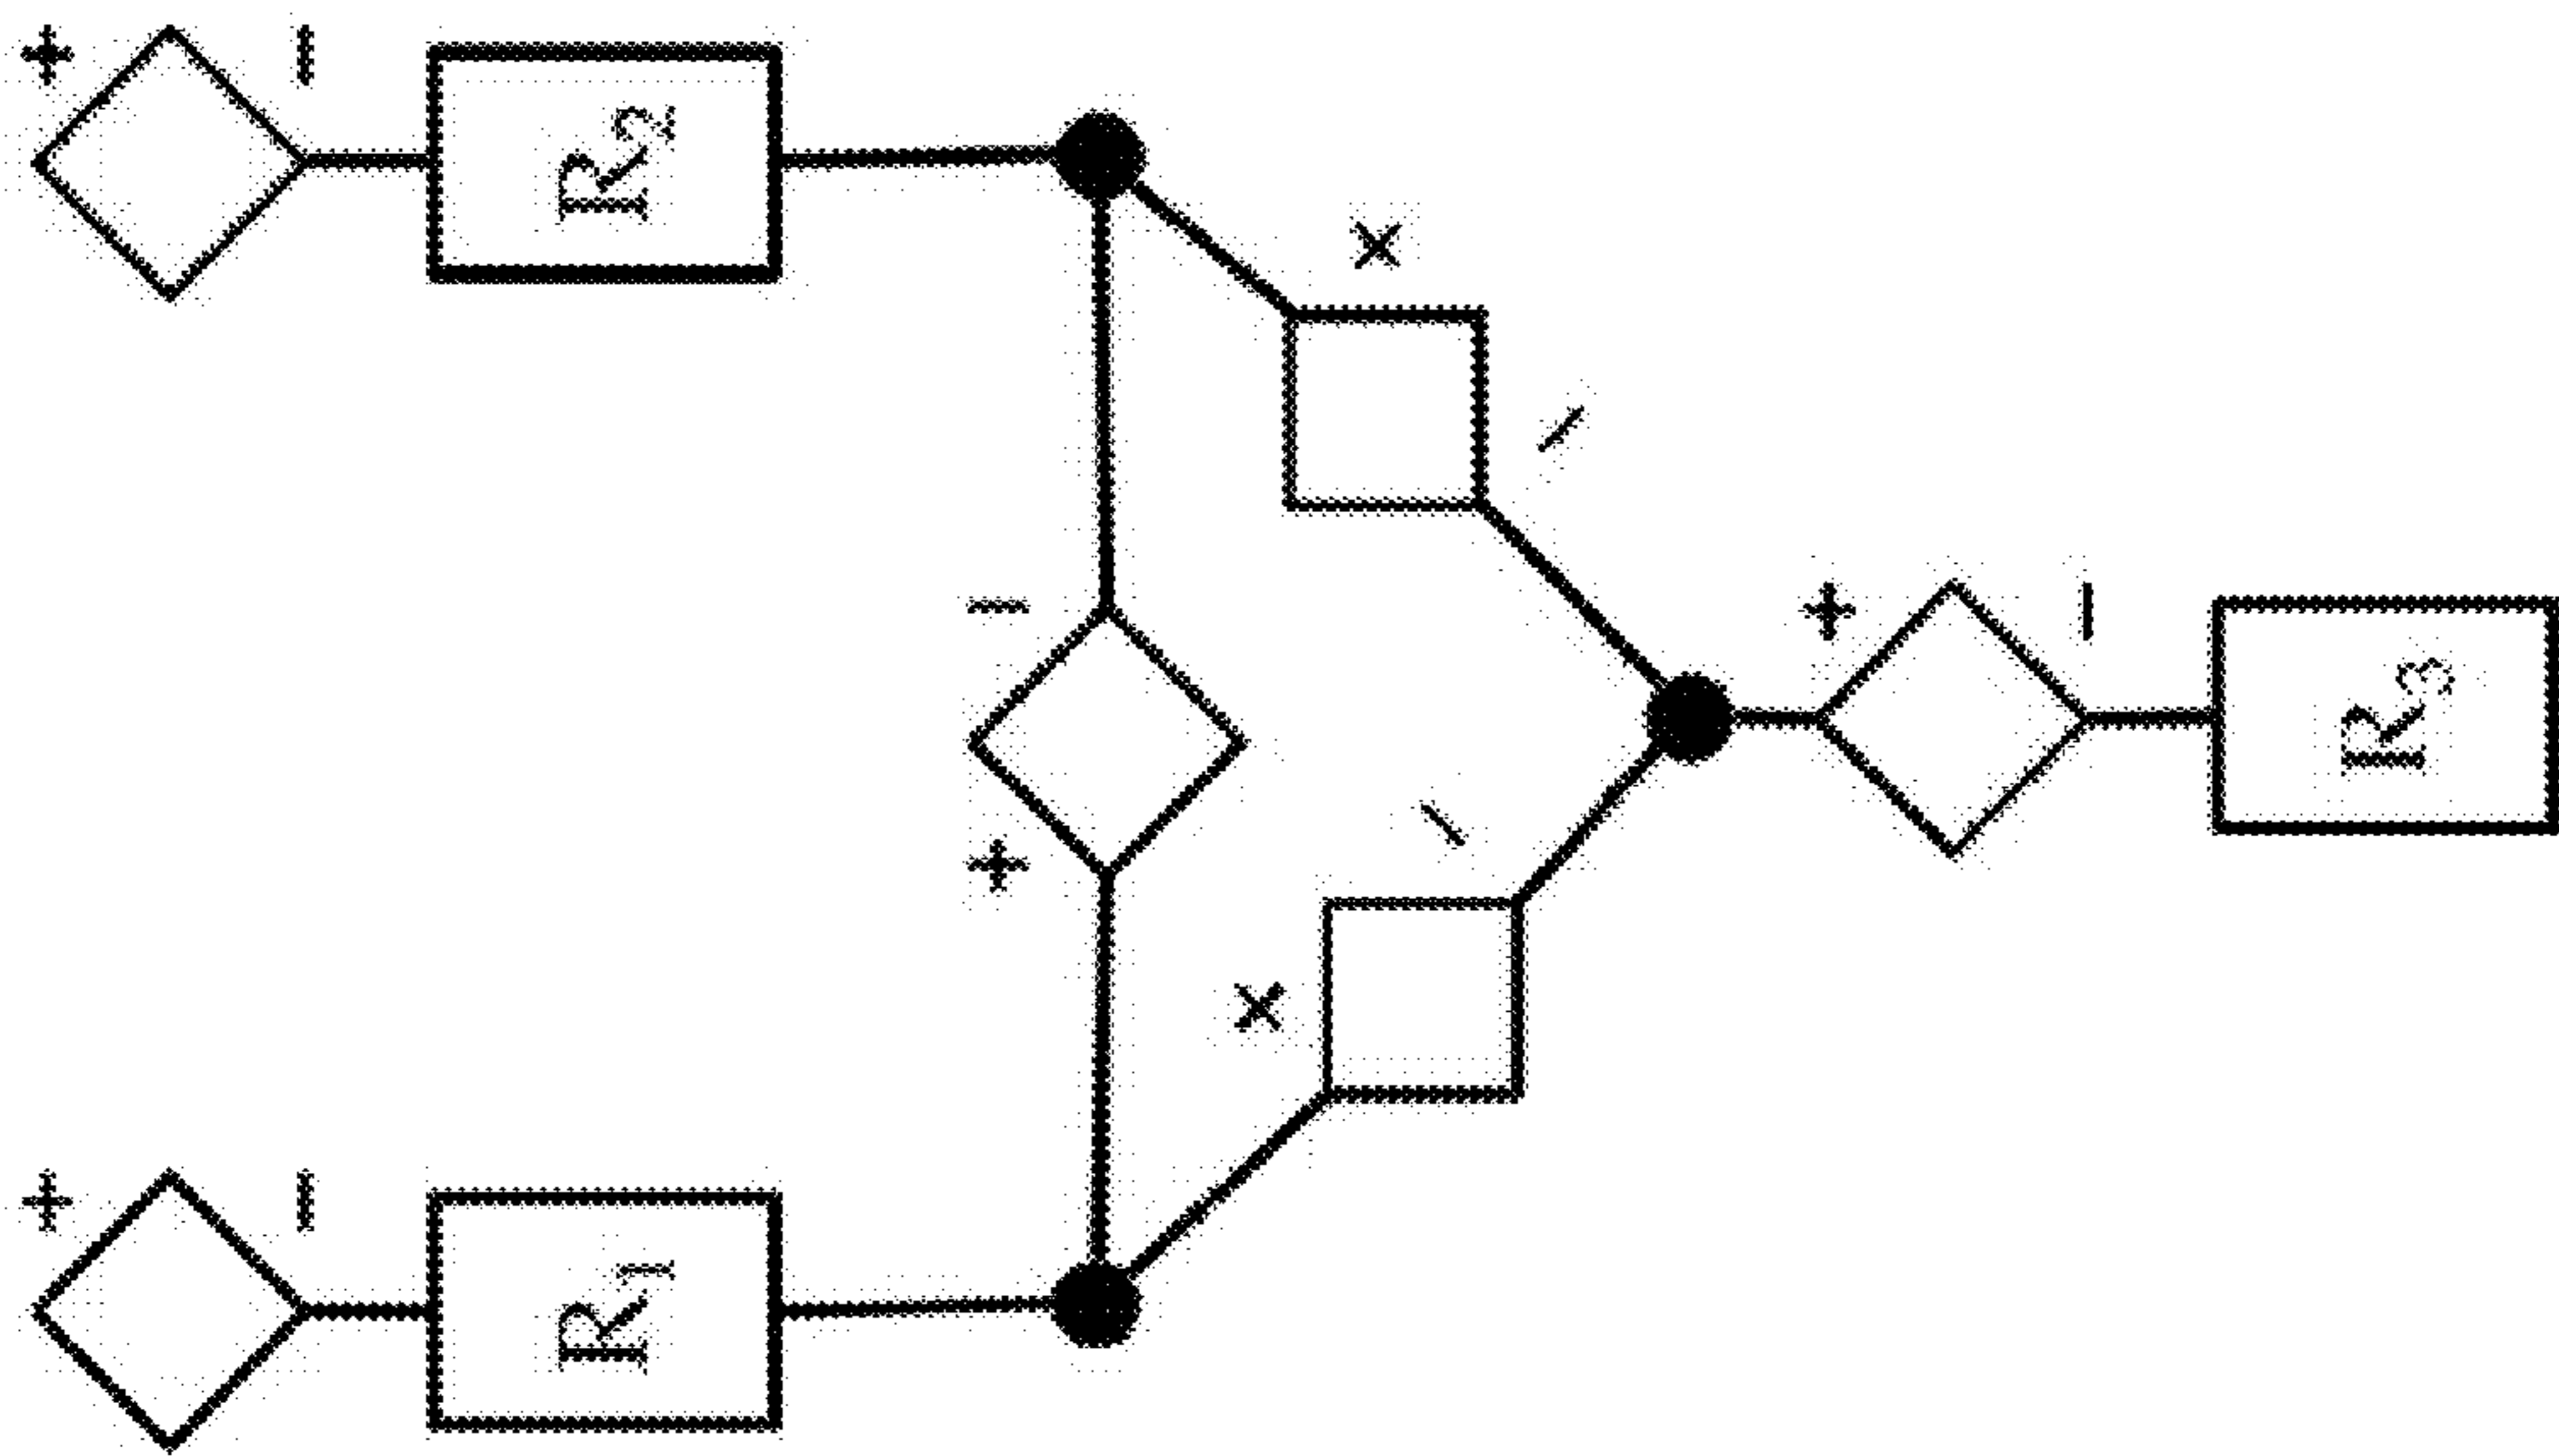 + −
R₂
+ −
− +
+ −
R₃
+ −
+ −
R₁